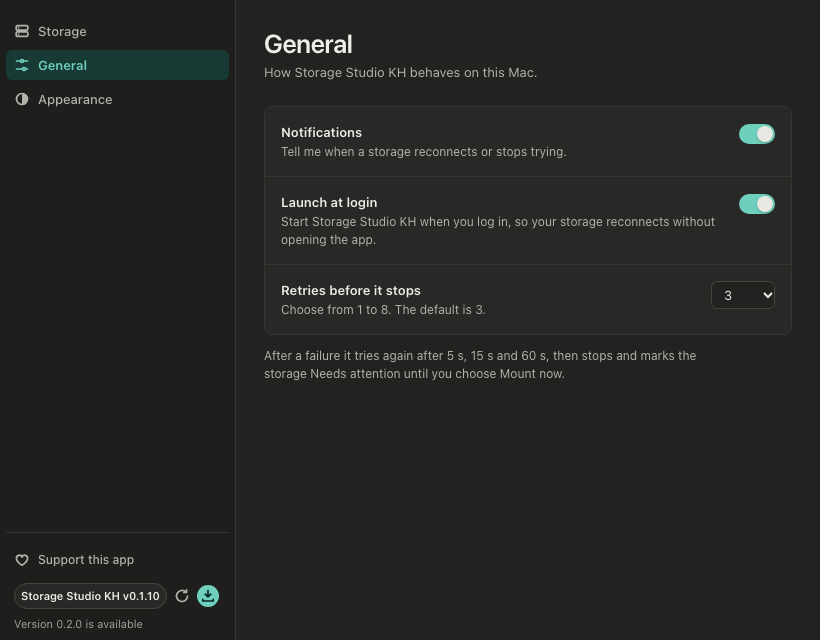 Storage
General
Appearance
General
How Storage Studio KH behaves on this Mac.
Notifications
Tell me when a storage reconnects or stops trying.
Launch at login
Start Storage Studio KH when you log in, so your storage reconnects without
opening the app.
Retries before it stops
Choose from 1 to 8. The default is 3.
3
After a failure it tries again after 5 s, 15 s and 60 s, then stops and marks the
storage Needs attention until you choose Mount now.
Support this app
Storage Studio KH v0.1.10
Version 0.2.0 is available